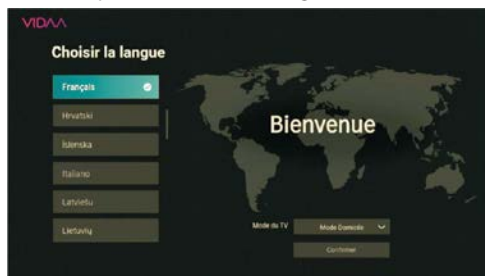 VIDAA
Choisir la langue
Français
Hrvatski
Íslenska
Italiano
Latviešu
Lietuvių
Bienvenue
Mode du TV
Mode Domicile
Confirmer